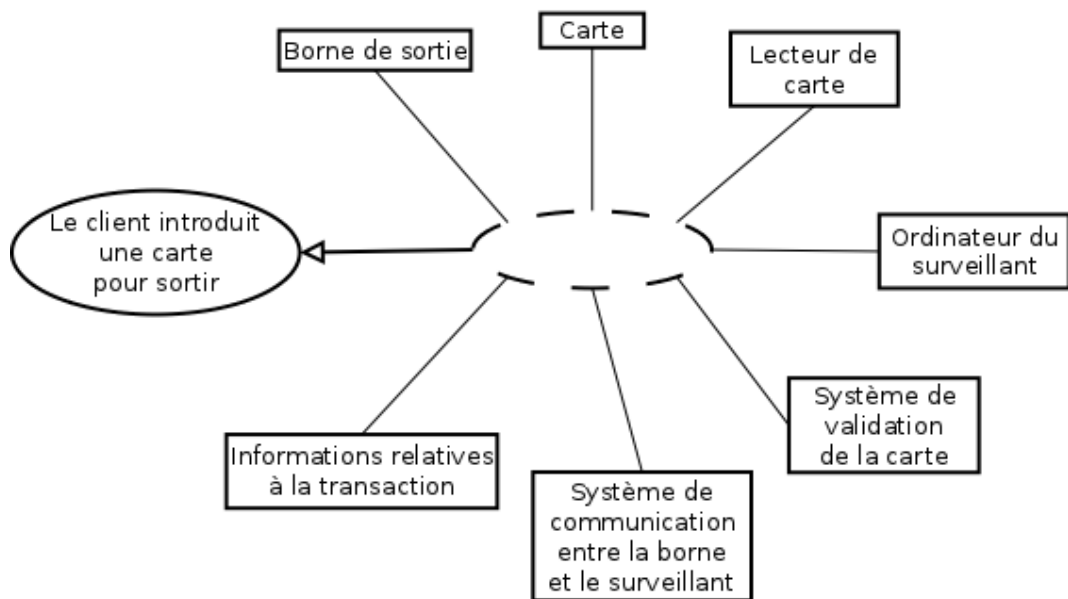 Borne de sortie
Carte
Lecteur de
carte
Le client introduit
une carte
pour sortir
Ordinateur du
surveillant
Informations relatives
à la transaction
Système de
communication
entre la borne
et le surveillant
Système de
validation
de la carte